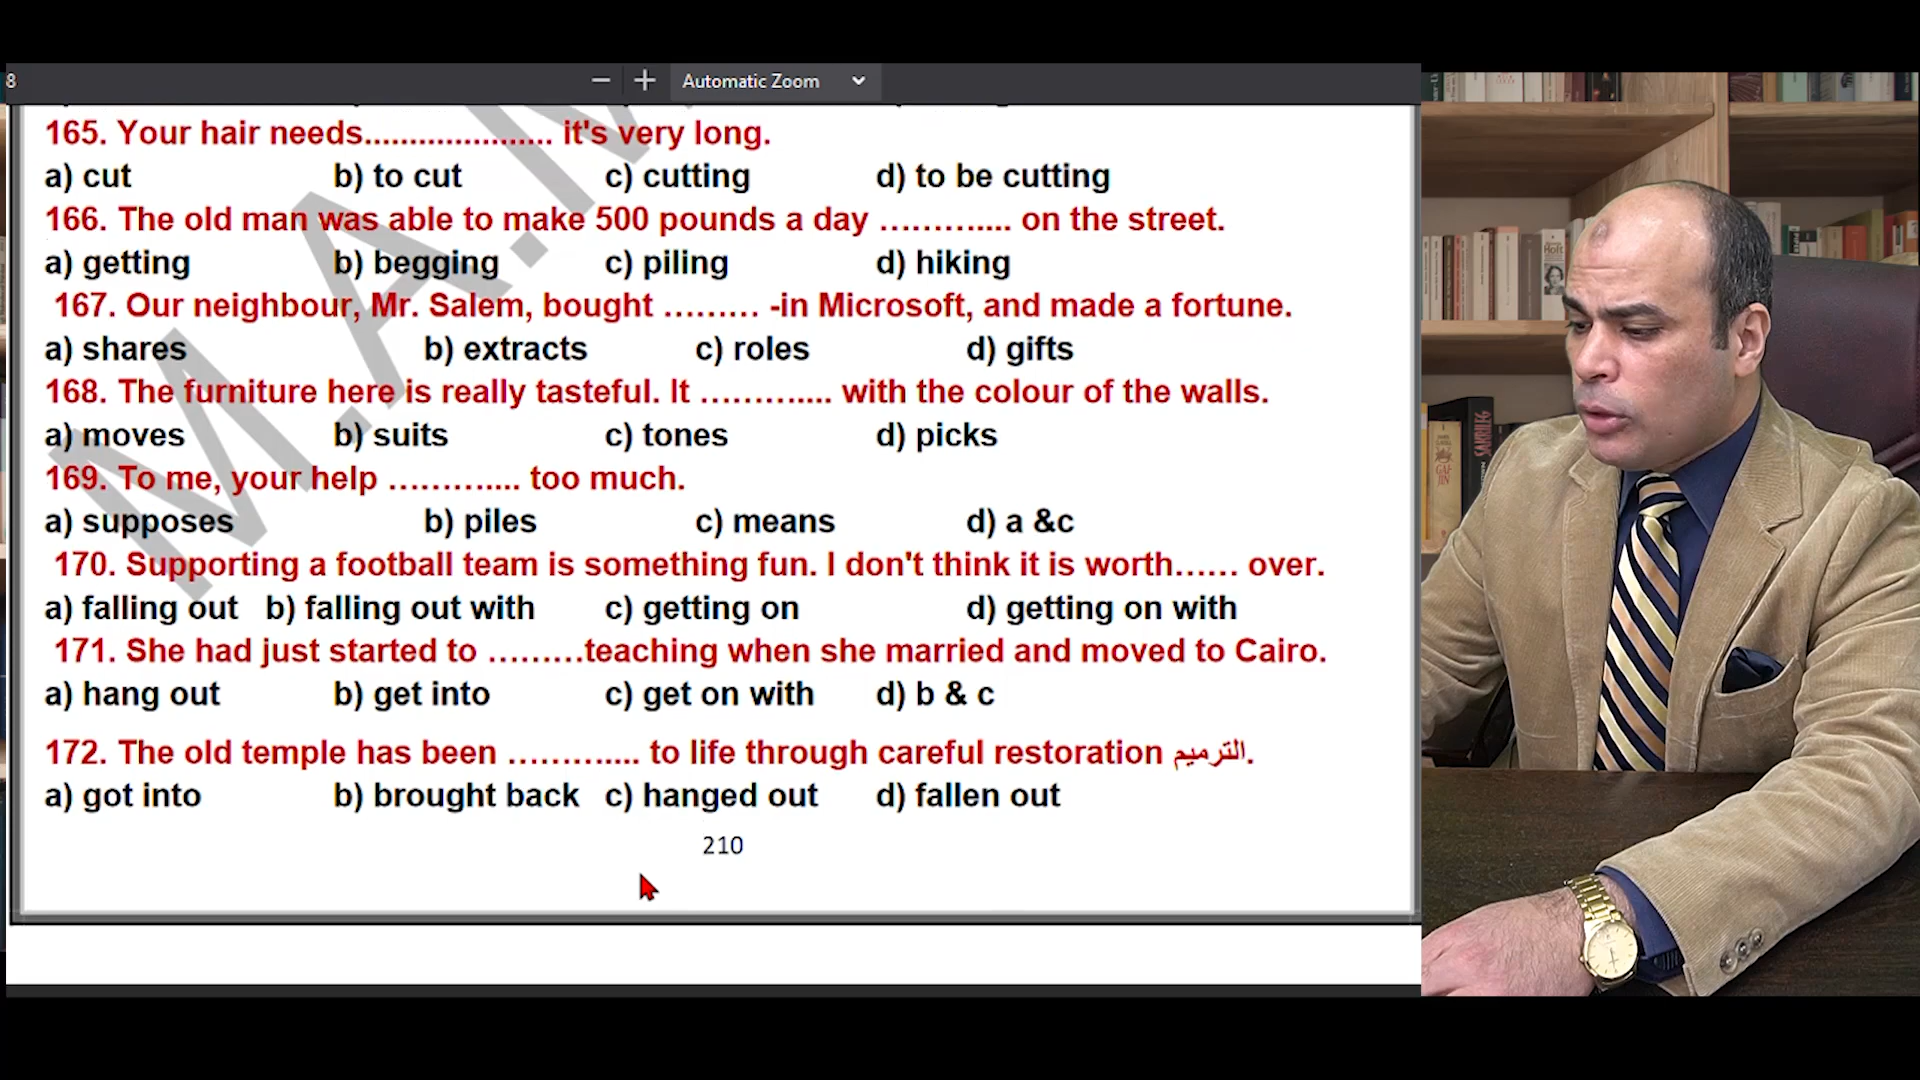 8
Automatic Zoom
165. Your hair needs..................... it's very long.
a) cut b) to cut c) cutting d) to be cutting
166. The old man was able to make 500 pounds a day ……….... on the street.
a) getting b) begging c) piling d) hiking
167. Our neighbour, Mr. Salem, bought ……… -in Microsoft, and made a fortune.
a) shares b) extracts c) roles d) gifts
168. The furniture here is really tasteful. It ……….... with the colour of the walls.
a) moves b) suits c) tones d) picks
169. To me, your help ……….... too much.
a) supposes b) piles c) means d) a &c
170. Supporting a football team is something fun. I don't think it is worth…… over.
a) falling out b) falling out with c) getting on d) getting on with
171. She had just started to ………teaching when she married and moved to Cairo.
a) hang out b) get into c) get on with d) b & c
172. The old temple has been ……….... to life through careful restoration الترميم.
a) got into b) brought back c) hanged out d) fallen out
210